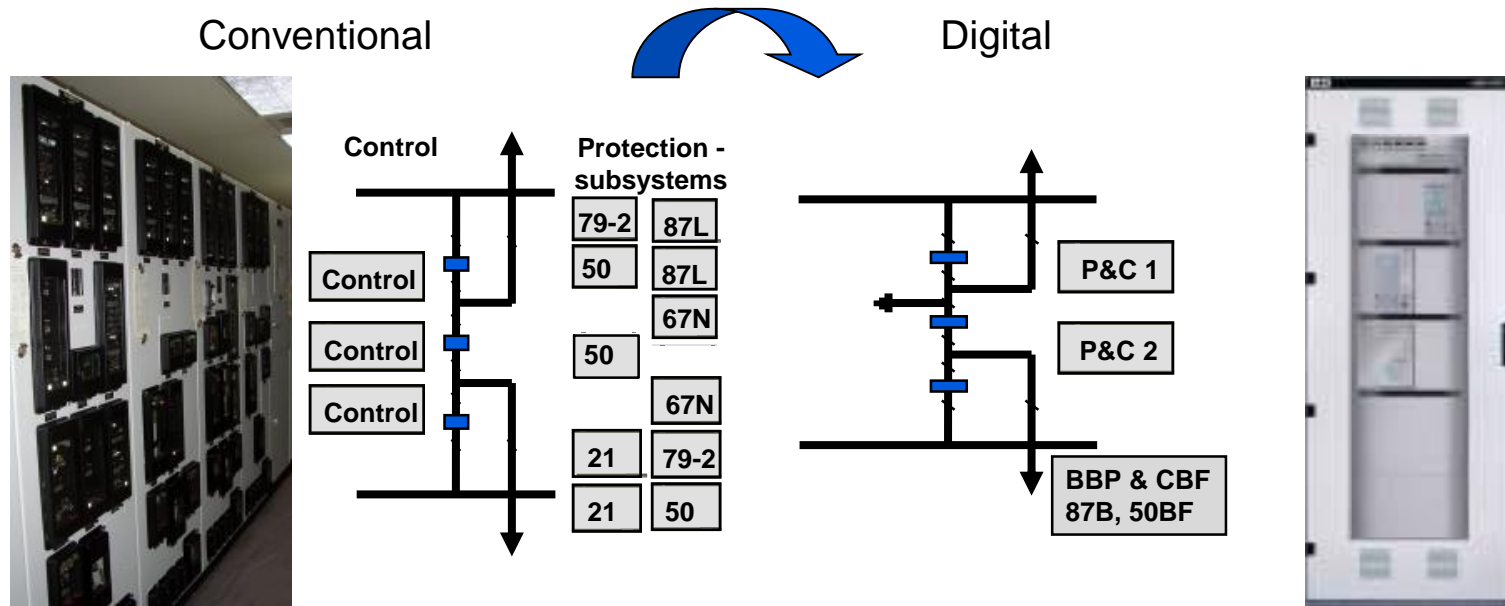 Conventional
Digital
Control
Protection -
subsystems
79-2
87L
Control
50
87L
67N
Control
50
Control
67N
21
79-2
21
50
P&C 1
P&C 2
BBP & CBF
87B, 50BF